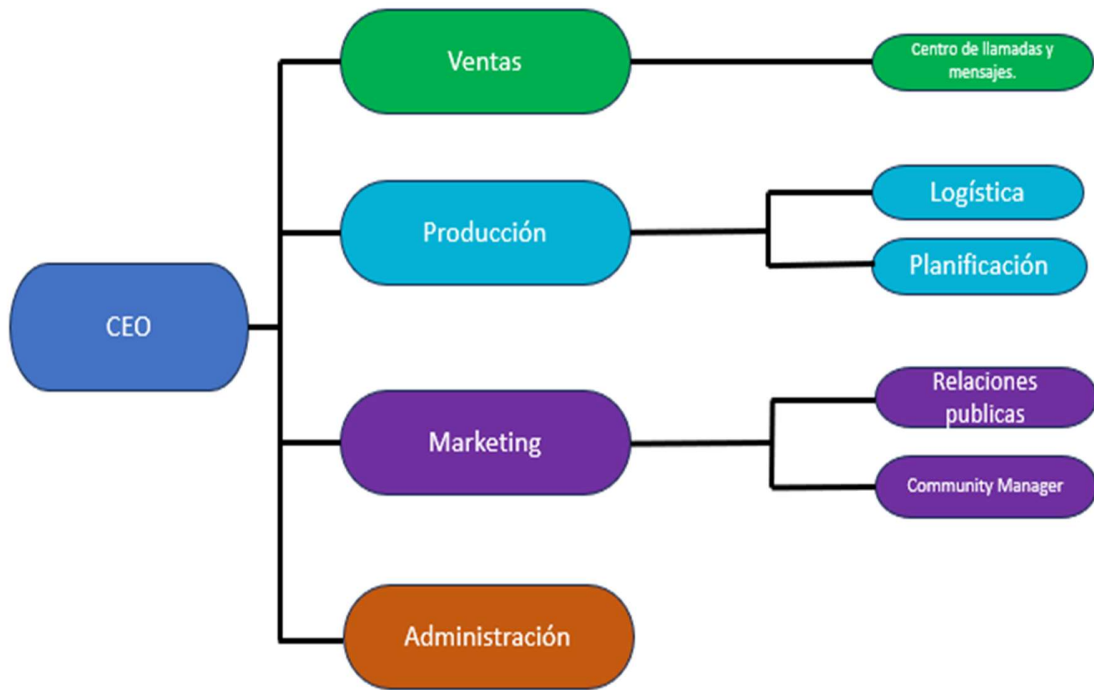 Ventas
Centro de llamadas y
mensajes.
Logística
Producción
Planificación
CEO
Relaciones
publicas
Marketing
Community Manager
Administración